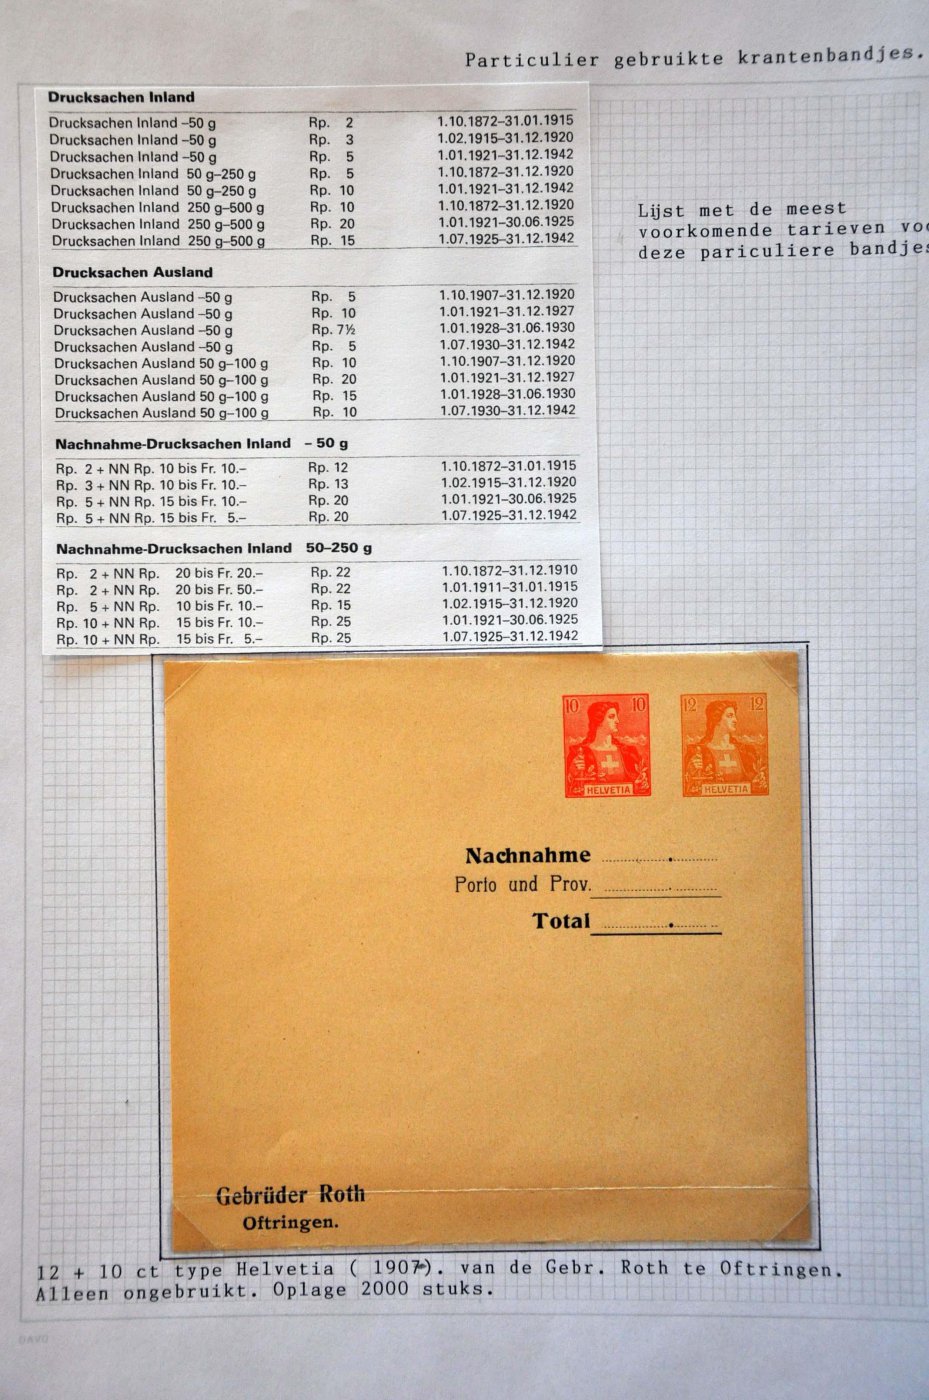 Particulier gebruikte krantenbandjes.
Drucksachen Inland
Drucksachen Inland –50 g Rp. 2 1.10.1872–31.01.1915
Drucksachen Inland –50 g Rp. 3 1.02.1915–31.12.1920
Drucksachen Inland –50 g Rp. 5 1.01.1921–31.12.1942
Drucksachen Inland 50 g–250 g Rp. 5 1.10.1872–31.12.1920
Drucksachen Inland 50 g–250 g Rp. 10 1.01.1921–31.12.1942
Drucksachen Inland 250 g–500 g Rp. 10 1.10.1872–31.12.1920
Drucksachen Inland 250 g–500 g Rp. 20 1.01.1921–30.06.1925
Drucksachen Inland 250 g–500 g Rp. 15 1.07.1925–31.12.1942
Lijst met de meest
voorkomende tarieven voo
deze pariculiere bandjes
Drucksachen Ausland
Drucksachen Ausland –50 g Rp. 5 1.10.1907–31.12.1920
Drucksachen Ausland –50 g Rp. 10 1.01.1921–31.12.1927
Drucksachen Ausland –50 g Rp. 7½ 1.01.1928–31.06.1930
Drucksachen Ausland –50 g Rp. 5 1.07.1930–31.12.1942
Drucksachen Ausland 50 g–100 g Rp. 10 1.10.1907–31.12.1920
Drucksachen Ausland 50 g–100 g Rp. 20 1.01.1921–31.12.1927
Drucksachen Ausland 50 g–100 g Rp. 15 1.01.1928–31.06.1930
Drucksachen Ausland 50 g–100 g Rp. 10 1.07.1930–31.12.1942
Nachnahme-Drucksachen Inland – 50 g
Rp. 2 + NN Rp. 10 bis Fr. 10.– Rp. 12 1.10.1872–31.01.1915
Rp. 3 + NN Rp. 10 bis Fr. 10.– Rp. 13 1.02.1915–31.12.1920
Rp. 5 + NN Rp. 15 bis Fr. 10.– Rp. 20 1.01.1921–30.06.1925
Rp. 5 + NN Rp. 15 bis Fr. 5.– Rp. 20 1.07.1925–31.12.1942
Nachnahme-Drucksachen Inland 50–250 g
Rp. 2 + NN Rp. 20 bis Fr. 20.– Rp. 22 1.10.1872–31.12.1910
Rp. 2 + NN Rp. 20 bis Fr. 50.– Rp. 22 1.01.1911–31.01.1915
Rp. 5 + NN Rp. 10 bis Fr. 10.– Rp. 15 1.02.1915–31.12.1920
Rp. 10 + NN Rp. 15 bis Fr. 10.– Rp. 25 1.01.1921–30.06.1925
Rp. 10 + NN Rp. 15 bis Fr. 5.– Rp. 25 1.07.1925–31.12.1942
10 10 12 12
HELVETIA HELVETIA
Nachnahme
Porto und Prov.
Total
Gebrüder Roth
Oftringen.
12 + 10 ct type Helvetia ( 1907). van de Gebr. Roth te Oftringen.
Alleen ongebruikt. Oplage 2000 stuks.
DAVO